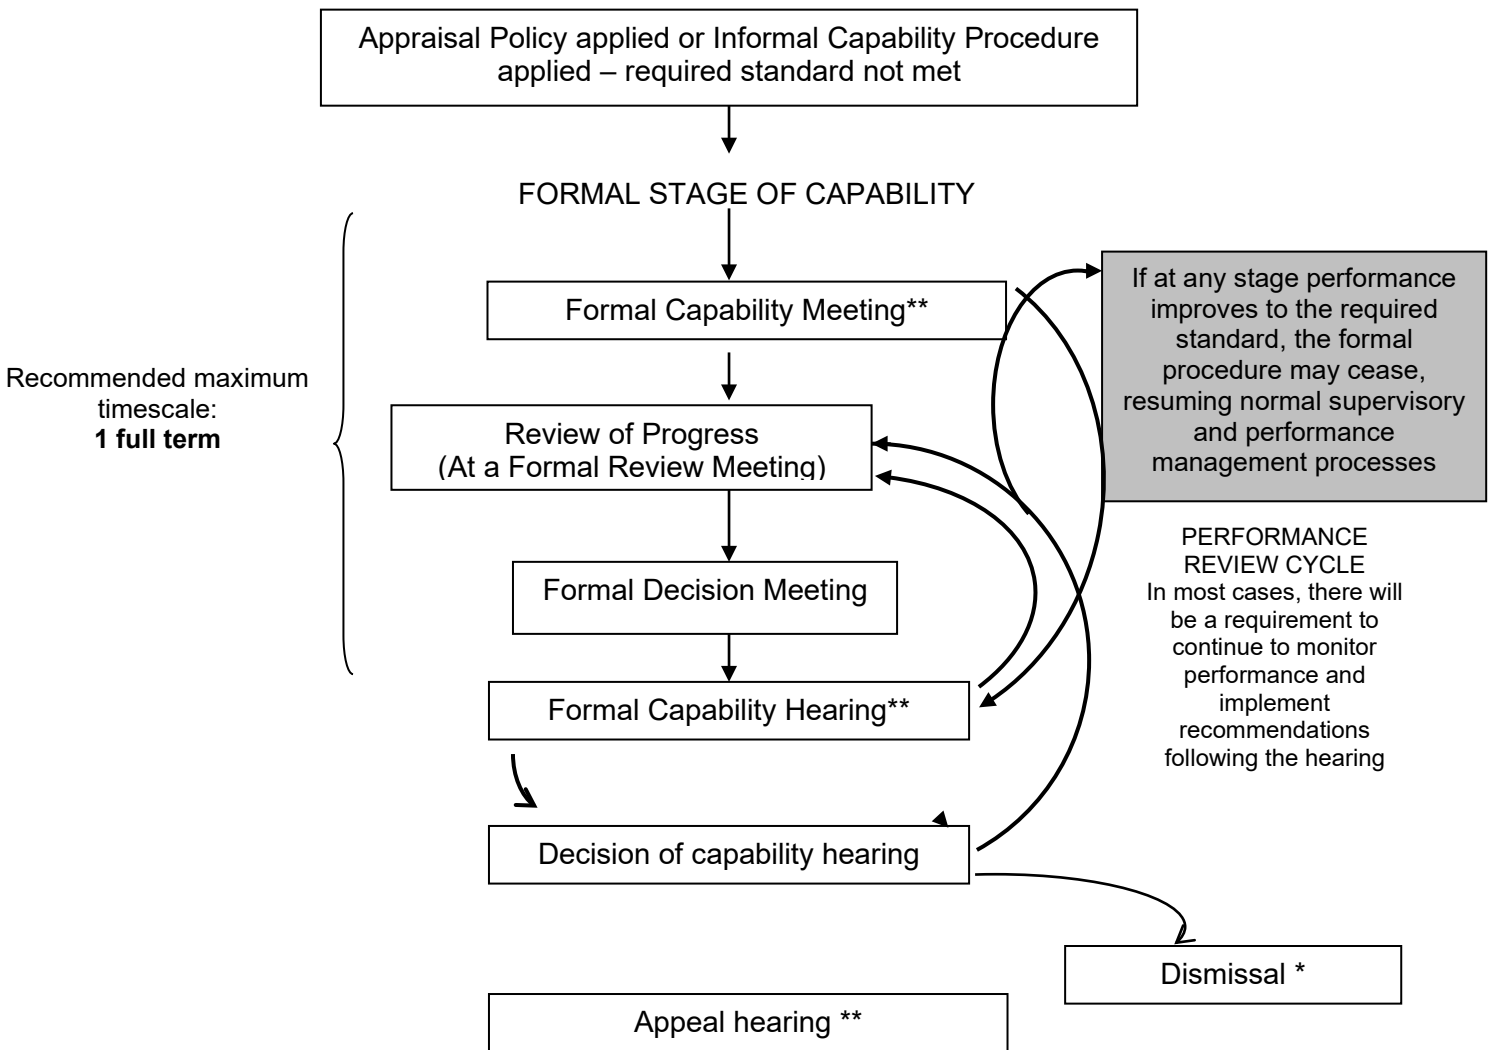 Appraisal Policy applied or Informal Capability Procedure
applied – required standard not met
FORMAL STAGE OF CAPABILITY
Formal Capability Meeting**
If at any stage performance
improves to the required
standard, the formal
procedure may cease,
resuming normal supervisory
and performance
management processes
Recommended maximum
timescale:
1 full term
Review of Progress
(At a Formal Review Meeting)
PERFORMANCE
REVIEW CYCLE
In most cases, there will
be a requirement to
continue to monitor
performance and
implement
recommendations
following the hearing
Formal Decision Meeting
Formal Capability Hearing**
Decision of capability hearing
Dismissal *
Appeal hearing **